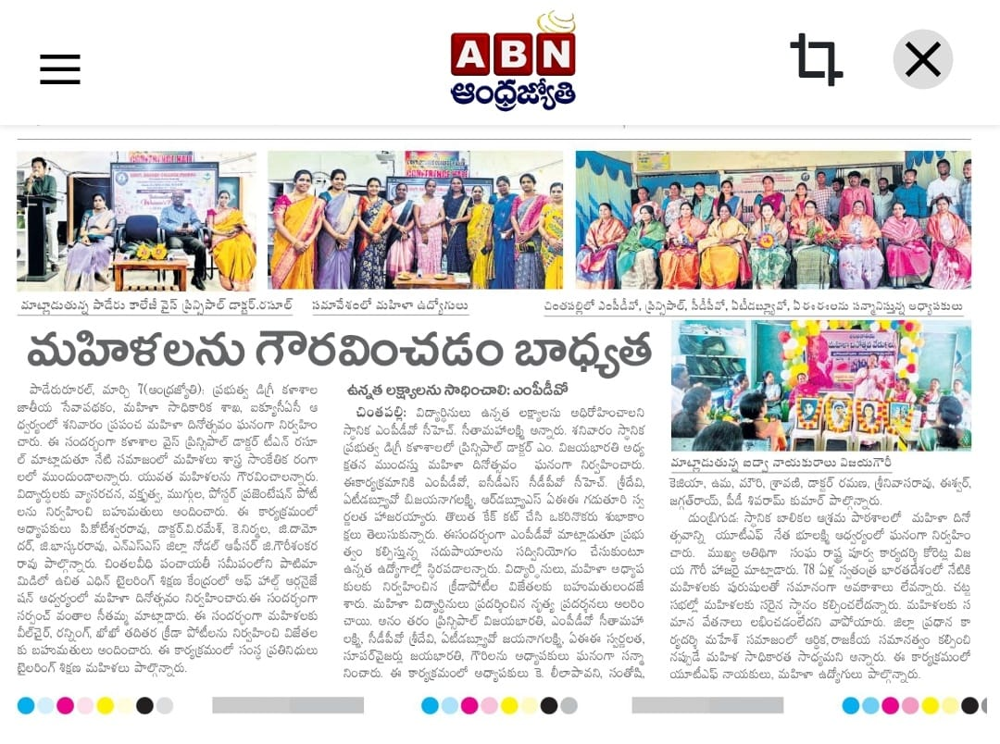 ABN
ఆంధ్రజ్యోతి
మాట్లాడుతున్న పాడేరు కాలేజీ వైస్ ప్రిన్సిపాల్ డాక్టర్.రసూల్
సమావేశంలో మహిళా ఉద్యోగులు
చింతపల్లిలో ఎంపీడీవో, ప్రిన్సిపాల్, సీడీపీవో, ఏటీడబ్ల్యూవో, ఏఈఈలను సన్మానిస్తున్న అధ్యాపకులు
మహిళలను గౌరవించడం బాధ్యత
పాడేరురూరల్, మార్చి 7(ఆంధ్రజ్యోతి): ప్రభుత్వ డిగ్రీ కళాశాల
జాతీయ సేవాపథకం, మహిళా సాధికారిక శాఖ, ఐక్యూసీఏసీ ఆ
ధ్వర్యంలో శనివారం ప్రపంచ మహిళా దినోత్సవం ఘనంగా నిర్వహిం
చారు. ఈ సందర్భంగా కళాశాల వైస్ ప్రిన్సిపాల్ డాక్టర్ టీఎన్ రసూ
ల్ మాట్లాడుతూ నేటి సమాజంలో మహిళలు శాస్త్ర సాంకేతిక రంగా
లలో ముందుండాలన్నారు. యువత మహిళలను గౌరవించాలన్నారు.
విద్యార్థులకు వ్యాసరచన, వక్తృత్వ, ముగ్గుల, పోస్టర్ ప్రజెంటేషన్ పోటీ
లను నిర్వహించి బహుమతులు అందించారు. ఈ కార్యక్రమంలో
అధ్యాపకులు పి.కోటేశ్వరరావు, డాక్టర్.వి.రమేశ్, కె.నిర్మల, జి.దామో
దర్, జి.భాస్కరరావు, ఎన్ఎస్ఎస్ జిల్లా నోడల్ ఆఫీసర్ జి.గౌరీశంకర
రావు పాల్గొన్నారు. చింతలవీధి పంచాయతీ సమీపంలోని పాటిమా
మిడిలో ఉచిత ఎధిన్ టైలరింగ్ శిక్షణ కేంద్రంలో అఫ్ హాల్ట్ ఆర్గనైజే
షన్ ఆధ్వర్యంలో మహిళా దినోత్సవం నిర్వహించారు.ఈ సందర్భంగా
సర్పంచ్ వంతాల సీతమ్మ మాట్లాడారు. ఈ సందర్భంగా మహిళలకు
వీల్‌చైర్, రన్నింగ్, ఖోఖో తదితర క్రీడా పోటీలను నిర్వహించి విజేతల
కు బహుమతులు అందించారు. ఈ కార్యక్రమంలో సంస్థ ప్రతినిధులు
టైలరింగ్ శిక్షణ మహిళలు పాల్గొన్నారు.
ఉన్నత లక్ష్యాలను సాధించాలి: ఎంపీడీవో
చింతపల్లి: విద్యార్థినులు ఉన్నత లక్ష్యాలను అధిరోహించాలని
స్థానిక ఎంపీడీవో సీహెచ్. సీతామహాలక్ష్మి అన్నారు. శనివారం స్థానిక
ప్రభుత్వ డిగ్రీ కళాశాలలో ప్రిన్సిపాల్ డాక్టర్ ఎం. విజయభారతి అధ్య
క్షతన ముందస్తు మహిళా దినోత్సవం ఘనంగా నిర్వహించారు.
ఈకార్యక్రమానికి ఎంపీడీవో, ఐసీడీఎస్ సీడీపీవో సీహెచ్. శ్రీదేవి,
ఏటీడబ్ల్యూవో బి.జయనాగలక్ష్మి, ఆర్‌డబ్ల్యూఎస్ ఏఈఈ గడుతూరి స్వ
ర్ణలత హాజరయ్యారు. తొలుత కేక్ కట్ చేసి ఒకరినొకరు శుభాకాం
క్షలు తెలుసుకున్నారు. ఈసందర్భంగా ఎంపీడీవో మాట్లాడుతూ ప్రభు
త్వం కల్పిస్తున్న సదుపాయాలను సద్వినియోగం చేసుకుంటూ
ఉన్నత ఉద్యోగాల్లో స్థిరపడాలన్నారు. విద్యార్థినులు, మహిళా అధ్యాప
కులకు నిర్వహించిన క్రీడాపోటీల విజేతలకు బహుమతులందజే
శారు. మహిళా విద్యార్థినులు ప్రదర్శించిన నృత్య ప్రదర్శనలు అలరిం
చాయి. అనం తరం ప్రిన్సిపాల్ విజయభారతి, ఎంపీడీవో సీతామహా
లక్ష్మి, సీడీపీవో శ్రీదేవి, ఏటీడబ్ల్యూవో జయనాగలక్ష్మి, ఏఈఈ స్వర్ణలత,
సూపర్‌వైజర్లు జయభారతి, గౌరిలను అధ్యాపకులు ఘనంగా సన్మా
నించారు. ఈ కార్యక్రమంలో అధ్యాపకులు కె. లీలాపావని, సంతోషి,
మాట్లాడుతున్న ఐద్వా నాయకురాలు విజయగౌరీ
కెజియా, ఉమ, మౌరి, శ్రావణి, డాక్టర్ రమణ, శ్రీనివాసరావు, ఈశ్వర్,
జగ్గత్‌రాయ్, పీడీ శివరామ్ కుమార్ పాల్గొన్నారు.
డుంబ్రిగుడ: స్థానిక బాలికల ఆశ్రమ పాఠశాలలో మహిళా దినో
త్సవాన్ని యూటీఎఫ్ నేత భూలక్ష్మి ఆధ్వర్యంలో ఘనంగా నిర్వహిం
చారు. ముఖ్య అతిథిగా సంఘ రాష్ట్ర పూర్వ కార్యదర్శి కోరెట్ల విజ
య గౌరీ హాజరై మాట్లాడారు. 78 ఏళ్ల స్వతంత్ర భారతదేశంలో నేటికి
మహిళలకు పురుషులతో సమానంగా అవకాశాలు లేవన్నారు. చట్ట
సభల్లో మహిళలకు సరైన స్థానం కల్పించలేదన్నారు. మహిళలకు స
మాన వేతనాలు లభించడంలేదని వాపోయారు. జిల్లా ప్రధాన కా
ర్యదర్శి మహేశ్ సమాజంలో ఆర్థిక,రాజకీయ సమానత్వం కల్పించి
నప్పుడే మహిళ సాధికారత సాధ్యమని అన్నారు. ఈ కార్యక్రమంలో
యూటీఎఫ్ నాయకులు, మహిళా ఉద్యోగులు పాల్గొన్నారు.